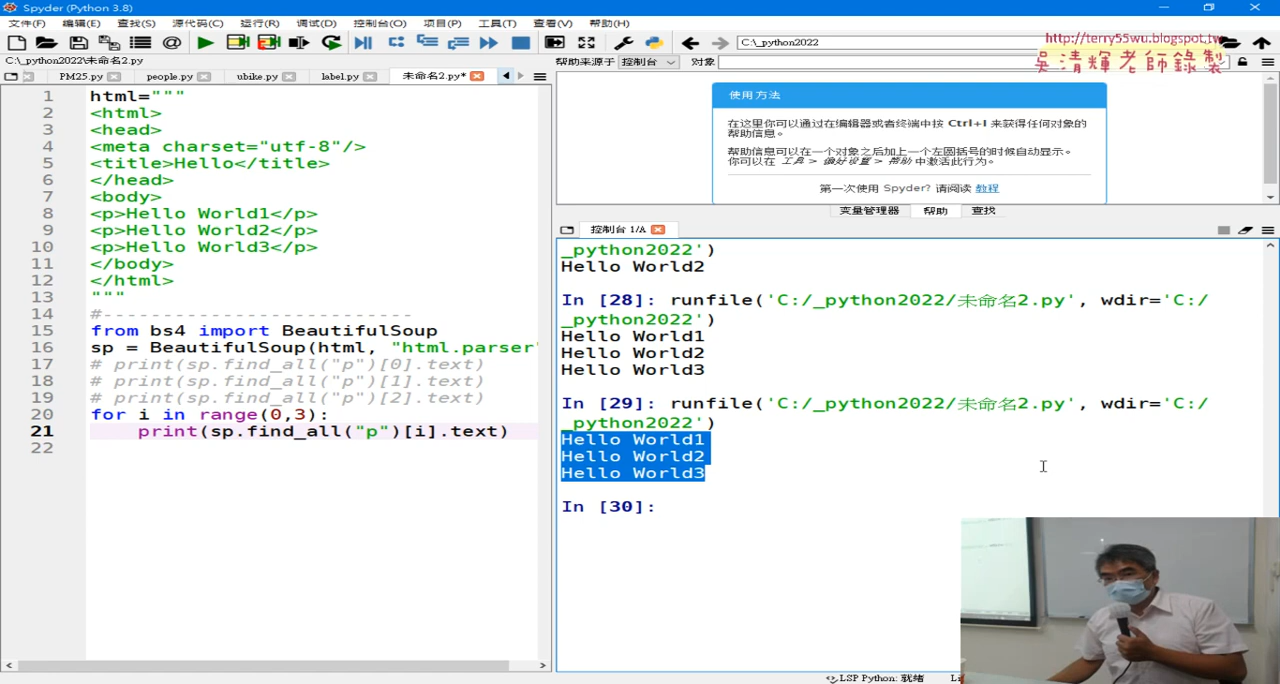 Spyder (Python 3.8)
文件(F) 编辑(E) 查找(S) 源代码(C) 运行(R) 调试(D) 控制台(O) 项目(P) 工具(T) 查看(V) 帮助(H)
C:\_python2022
http://terry55wu.blogspot.tw
吳清輝老師錄製
C:\_python2022\未命名2.py
PM25.py people.py ubike.py label.py 未命名2.py*
帮助来源于 控制台 对象
1 html="""
2 <html>
3 <head>
4 <meta charset="utf-8"/>
5 <title>Hello</title>
6 </head>
7 <body>
8 <p>Hello World1</p>
9 <p>Hello World2</p>
10 <p>Hello World3</p>
11 </body>
12 </html>
13 """
14 #--------------------------
15 from bs4 import BeautifulSoup
16 sp = BeautifulSoup(html, "html.parser"
17 # print(sp.find_all("p")[0].text)
18 # print(sp.find_all("p")[1].text)
19 # print(sp.find_all("p")[2].text)
20 for i in range(0,3):
21 print(sp.find_all("p")[i].text)
22
使用方法
在这里你可以通过在编辑器或者终端中按 Ctrl+I 来获得任何对象的
帮助信息。
帮助信息可以在一个对象之后加上一个左圆括号的时候自动显示。
你可以在 工具 > 偏好设置 > 帮助 中激活此行为。
第一次使用 Spyder? 请阅读 教程
变量管理器 帮助 查找
控制台 1/A
_python2022')
Hello World2
In [28]: runfile('C:/_python2022/未命名2.py', wdir='C:/
_python2022')
Hello World1
Hello World2
Hello World3
In [29]: runfile('C:/_python2022/未命名2.py', wdir='C:/
_python2022')
Hello World1
Hello World2
Hello World3
In [30]:
LSP Python: 就绪 Li